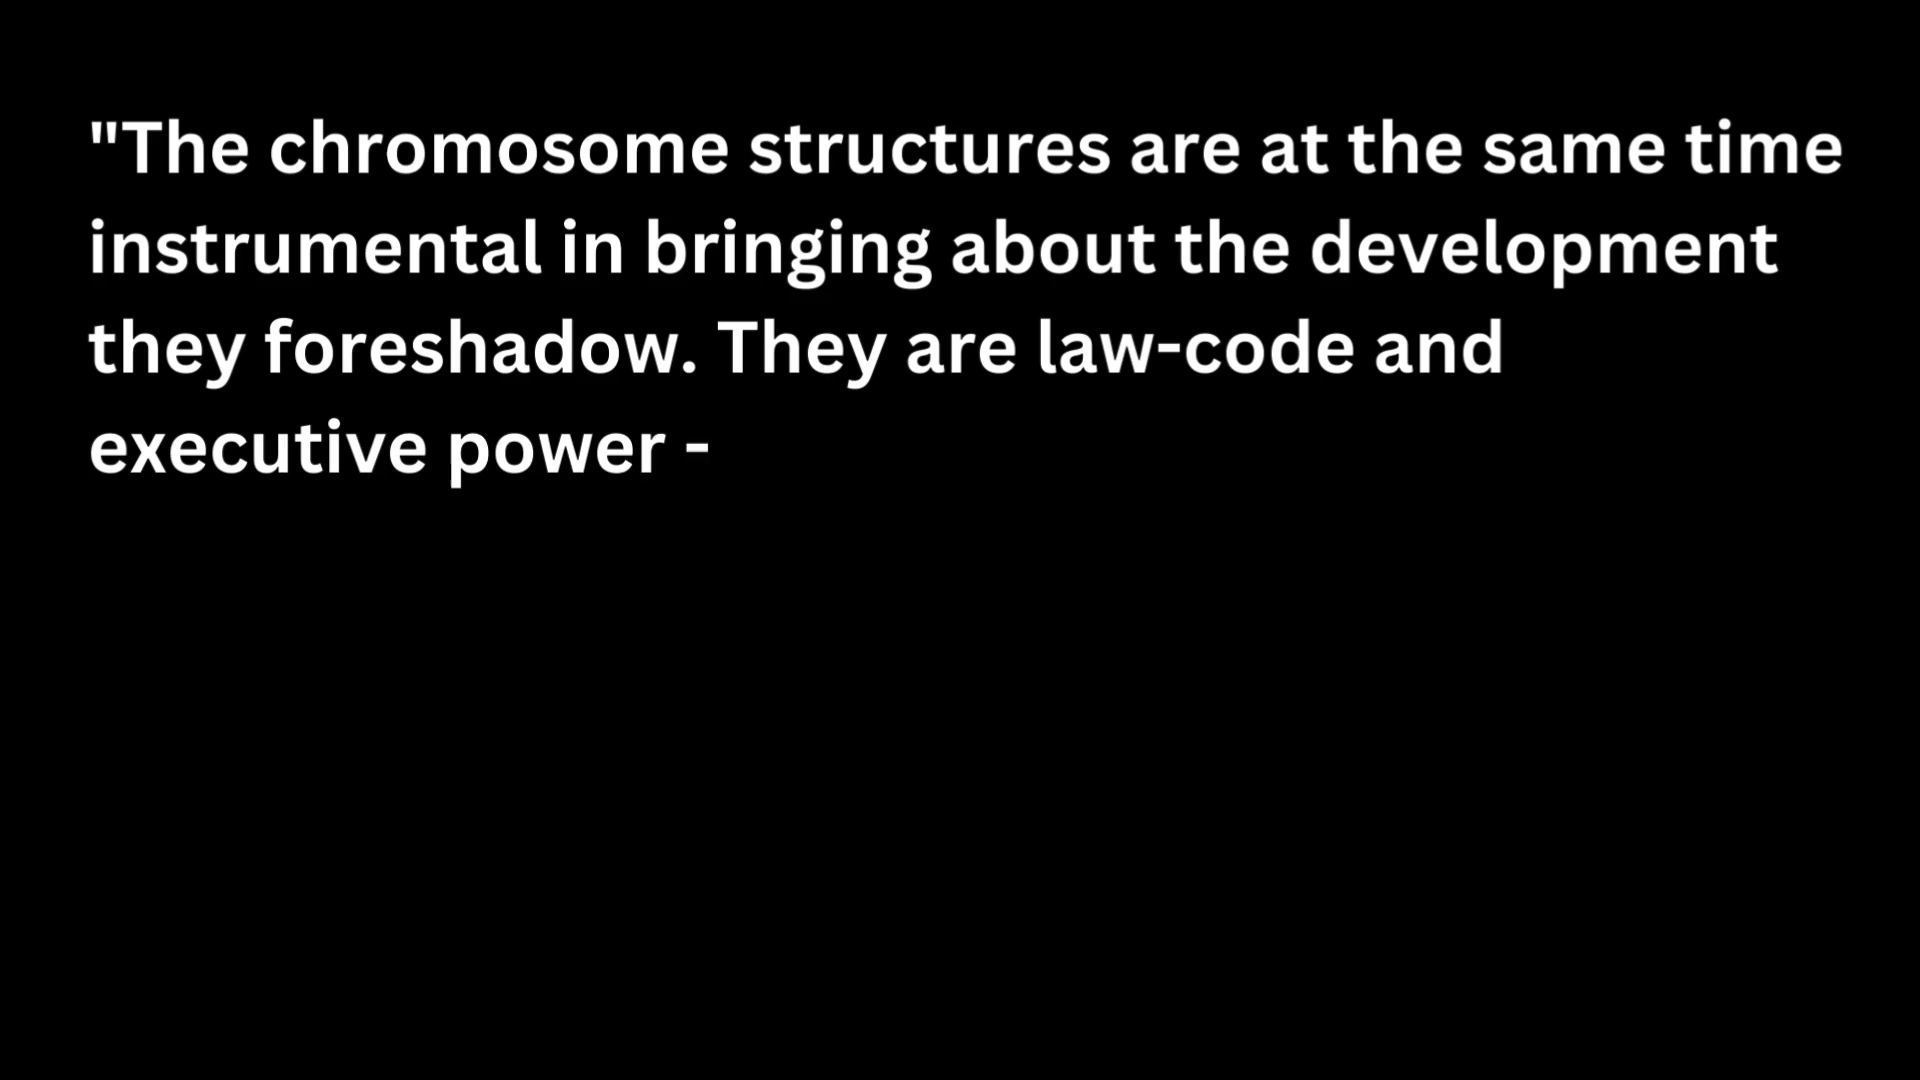 "The chromosome structures are at the same time
instrumental in bringing about the development
they foreshadow. They are law-code and
executive power -